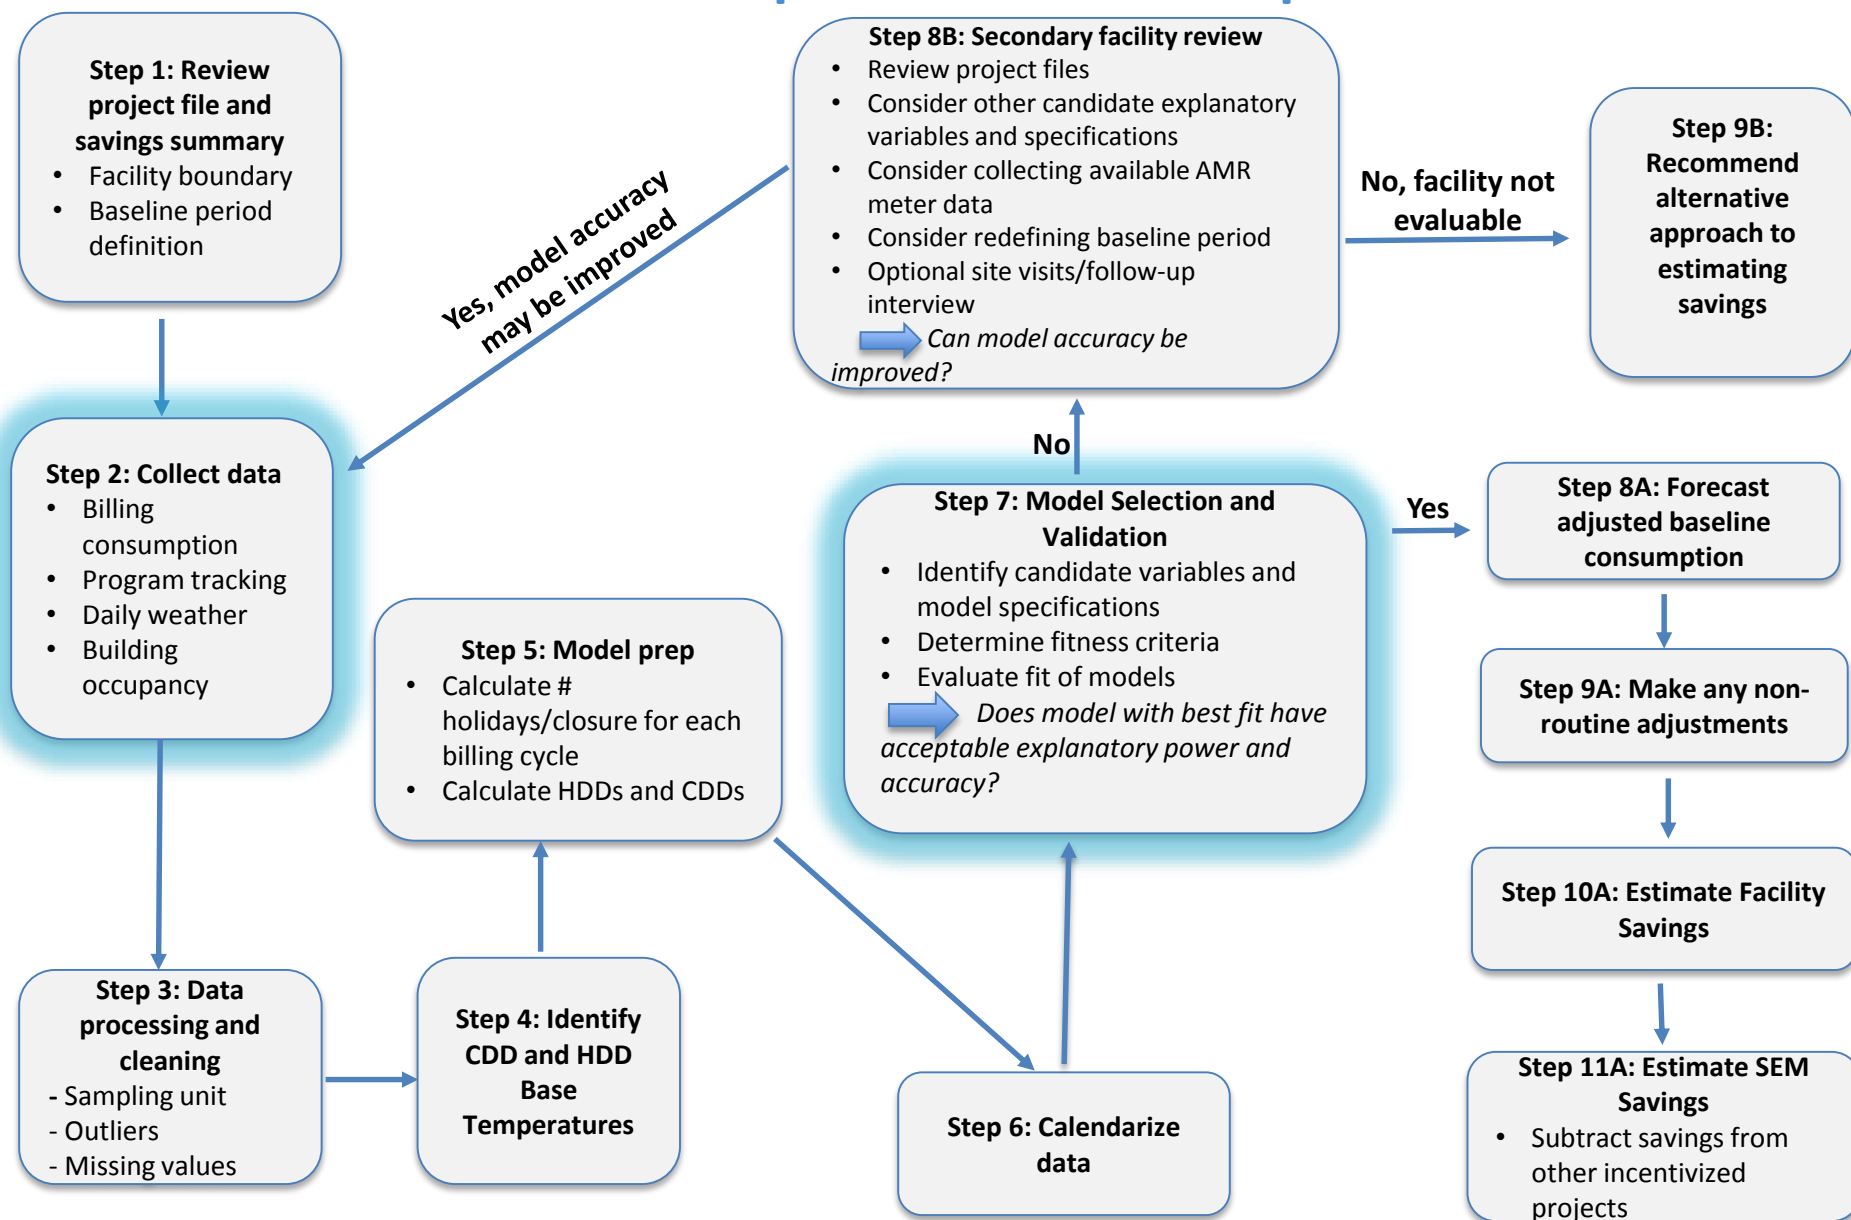 Step 1: Review
project file and
savings summary
• Facility boundary
• Baseline period
definition
Step 2: Collect data
• Billing
consumption
• Program tracking
• Daily weather
• Building
occupancy
Step 3: Data
processing and
cleaning
- Sampling unit
- Outliers
- Missing values
Step 4: Identify
CDD and HDD
Base
Temperatures
Step 5: Model prep
• Calculate #
holidays/closure for each
billing cycle
• Calculate HDDs and CDDs
Step 6: Calendarize
data
Step 7: Model Selection and
Validation
• Identify candidate variables and
model specifications
• Determine fitness criteria
• Evaluate fit of models
Does model with best fit have
acceptable explanatory power and
accuracy?
No
Yes
Step 8B: Secondary facility review
• Review project files
• Consider other candidate explanatory
variables and specifications
• Consider collecting available AMR
meter data
• Consider redefining baseline period
• Optional site visits/follow-up
interview
Can model accuracy be
improved?
Yes, model accuracy
may be improved
No, facility not
evaluable
Step 9B:
Recommend
alternative
approach to
estimating
savings
Step 8A: Forecast
adjusted baseline
consumption
Step 9A: Make any non-
routine adjustments
Step 10A: Estimate Facility
Savings
Step 11A: Estimate SEM
Savings
• Subtract savings from
other incentivized
projects